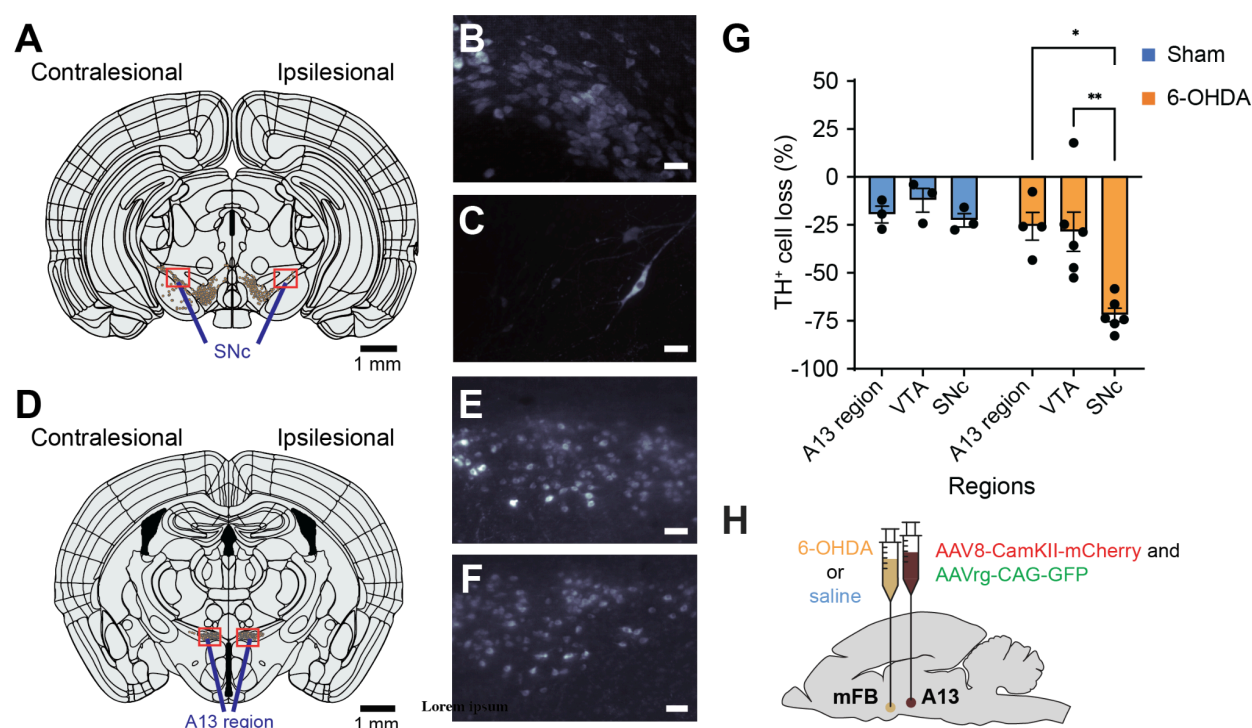 A
Contralesional
Ipsilesional
SNc
1 mm
B
C
D
Contralesional
Ipsilesional
A13 region
1 mm
E
F
Lorem ipsum
G
*
**
Sham
6-OHDA
TH⁺ cell loss (%)
50
25
0
-25
-50
-75
-100
A13 region
VTA
SNc
A13 region
VTA
SNc
Regions
H
6-OHDA
or
saline
AAV8-CamKII-mCherry and
AAVrg-CAG-GFP
mFB
A13